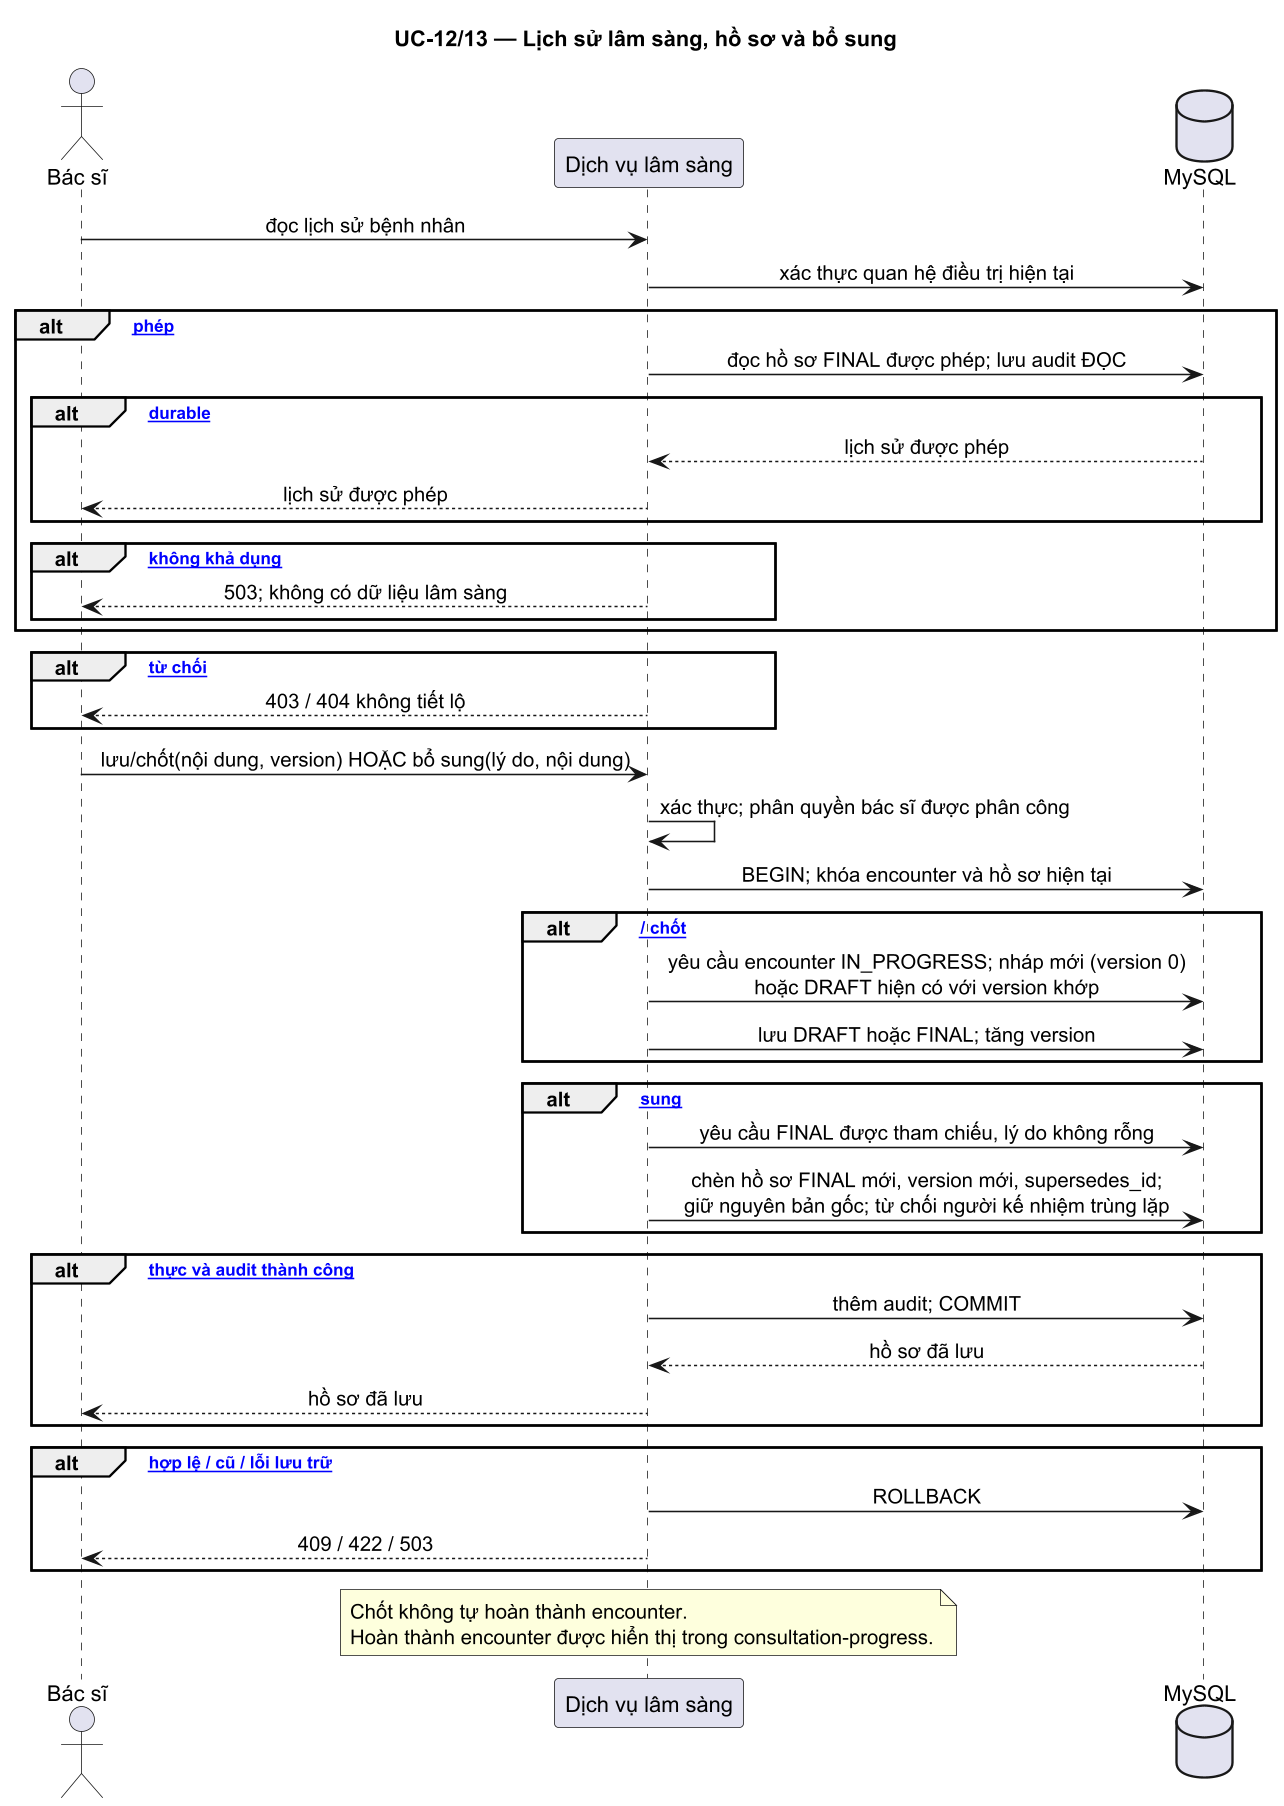 UC-12/13 — Lịch sử lâm sàng, hồ sơ và bổ sung
Bác sĩ
Dịch vụ lâm sàng
MySQL
đọc lịch sử bệnh nhân
xác thực quan hệ điều trị hiện tại
alt
phép
đọc hồ sơ FINAL được phép; lưu audit ĐỌC
alt
durable
lịch sử được phép
lịch sử được phép
alt
không khả dụng
503; không có dữ liệu lâm sàng
alt
từ chối
403 / 404 không tiết lộ
lưu/chốt(nội dung, version) HOẶC bổ sung(lý do, nội dung)
xác thực; phân quyền bác sĩ được phân công
BEGIN; khóa encounter và hồ sơ hiện tại
alt
/ chốt
yêu cầu encounter IN_PROGRESS; nháp mới (version 0)
hoặc DRAFT hiện có với version khớp
lưu DRAFT hoặc FINAL; tăng version
alt
sung
yêu cầu FINAL được tham chiếu, lý do không rỗng
chèn hồ sơ FINAL mới, version mới, supersedes_id;
giữ nguyên bản gốc; từ chối người kế nhiệm trùng lặp
alt
thực và audit thành công
thêm audit; COMMIT
hồ sơ đã lưu
hồ sơ đã lưu
alt
hợp lệ / cũ / lỗi lưu trữ
ROLLBACK
409 / 422 / 503
Chốt không tự hoàn thành encounter.
Hoàn thành encounter được hiển thị trong consultation-progress.
Bác sĩ
Dịch vụ lâm sàng
MySQL